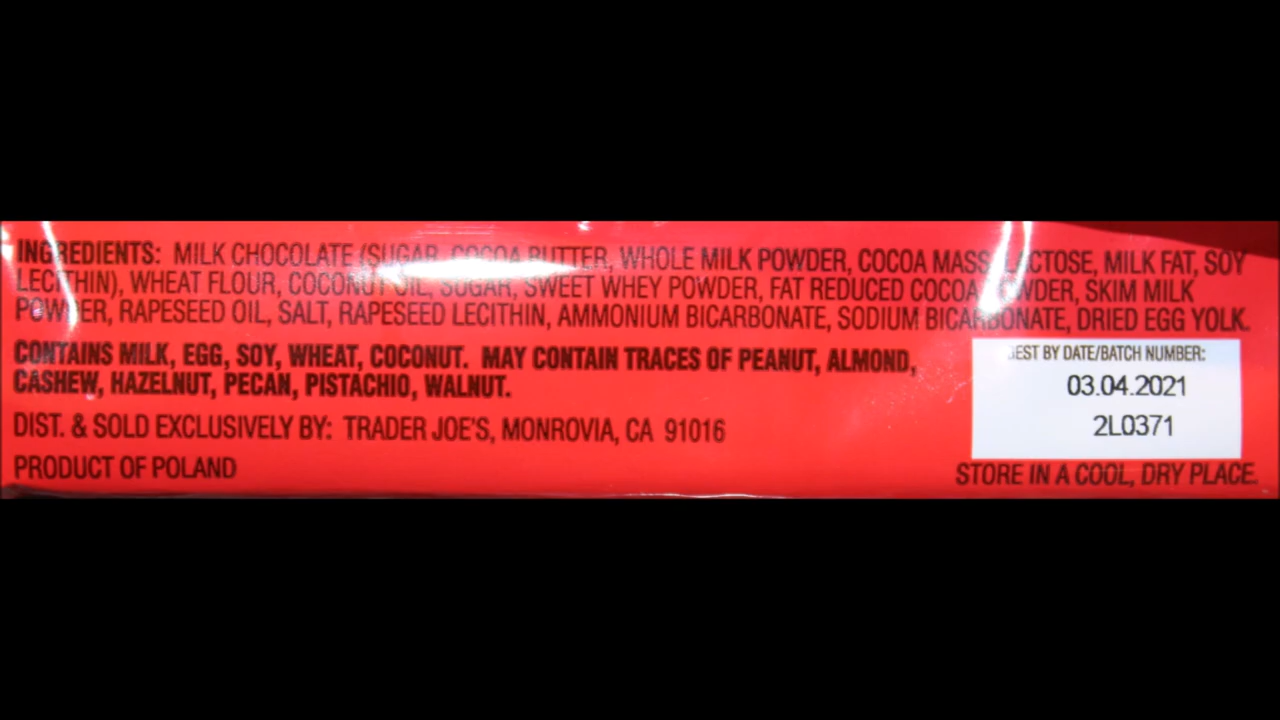 INGREDIENTS: MILK CHOCOLATE (SUGAR, COCOA BUTTER, WHOLE MILK POWDER, COCOA MASS, LACTOSE, MILK FAT, SOY
LECITHIN), WHEAT FLOUR, COCONUT OIL, SUGAR, SWEET WHEY POWDER, FAT REDUCED COCOA POWDER, SKIM MILK
POWDER, RAPESEED OIL, SALT, RAPESEED LECITHIN, AMMONIUM BICARBONATE, SODIUM BICARBONATE, DRIED EGG YOLK.
CONTAINS MILK, EGG, SOY, WHEAT, COCONUT. MAY CONTAIN TRACES OF PEANUT, ALMOND,
CASHEW, HAZELNUT, PECAN, PISTACHIO, WALNUT.
DIST. & SOLD EXCLUSIVELY BY: TRADER JOE'S, MONROVIA, CA 91016
PRODUCT OF POLAND
BEST BY DATE/BATCH NUMBER:
03.04.2021
2L0371
STORE IN A COOL, DRY PLACE.